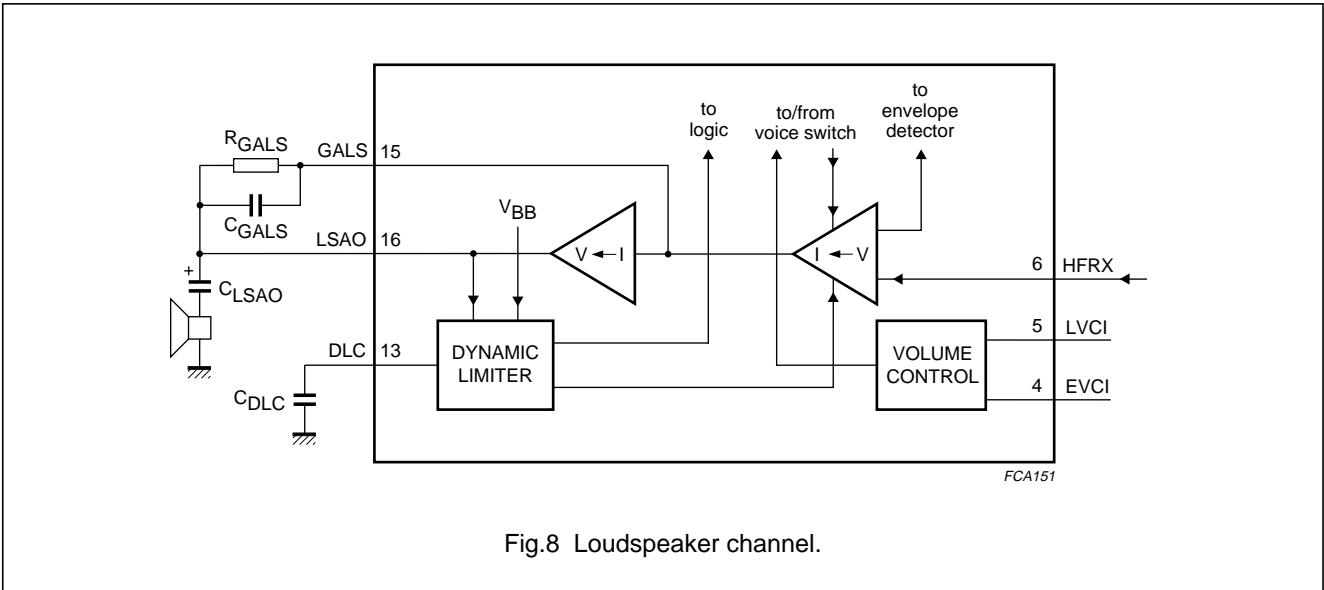 to
logic
to/from
voice switch
to
envelope
detector
RGALS
GALS
15
CGALS
VBB
LSAO
16
V
I
I
V
+
CLSAO
6
HFRX
5
LVCI
DLC
13
DYNAMIC
LIMITER
VOLUME
CONTROL
4
EVCI
CDLC
FCA151
Fig.8 Loudspeaker channel.